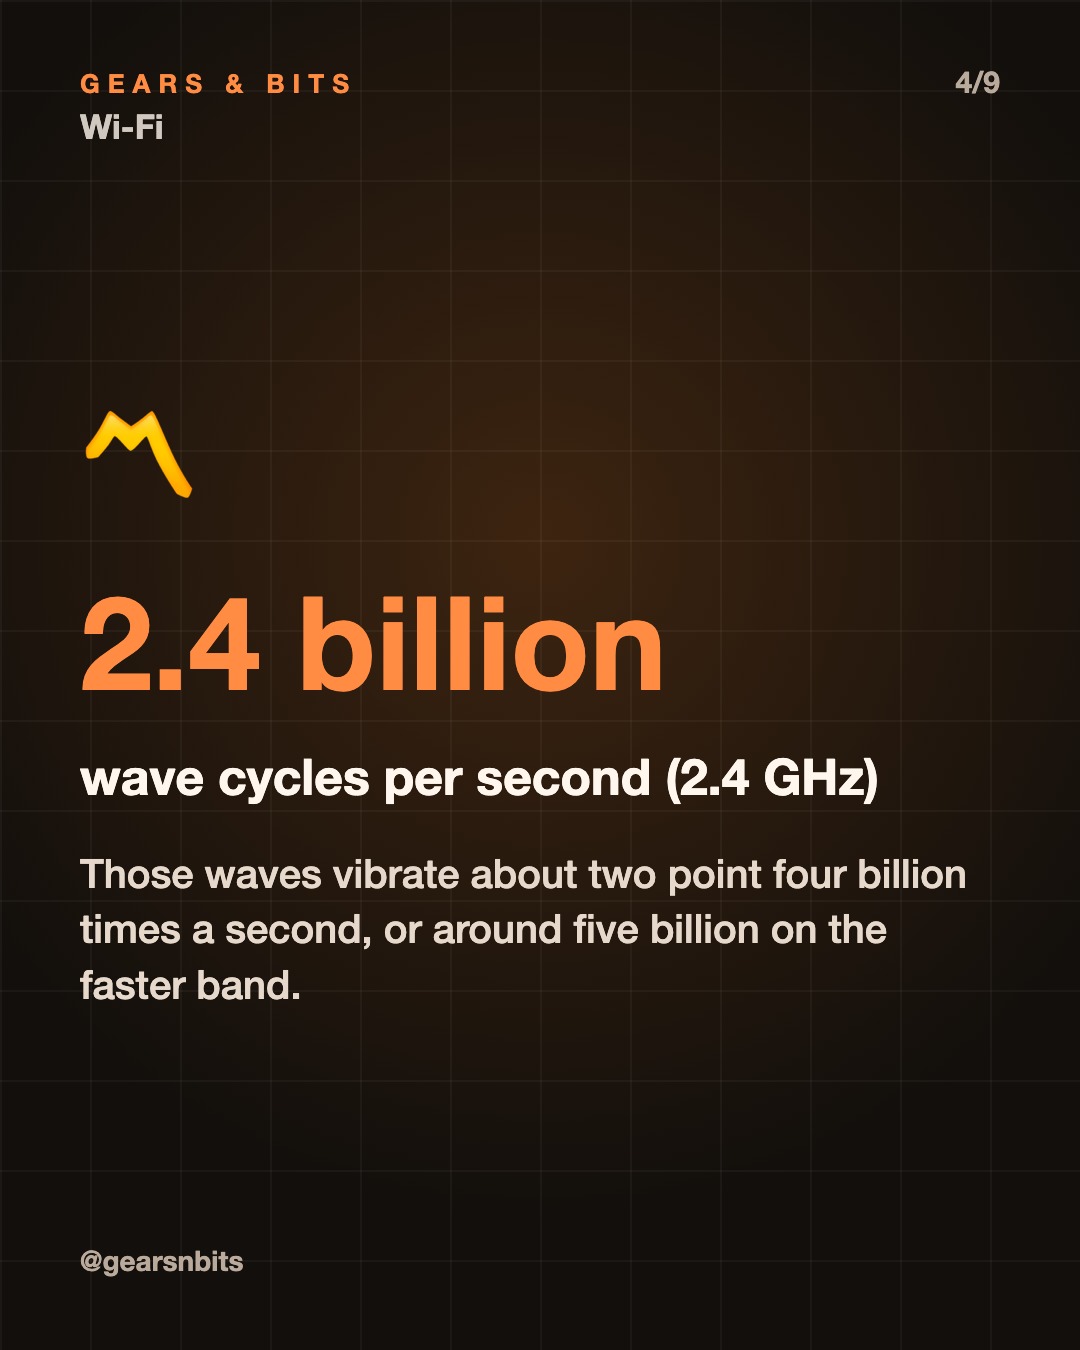 GEARS & BITS
4/9
Wi-Fi
2.4 billion
wave cycles per second (2.4 GHz)
Those waves vibrate about two point four billion
times a second, or around five billion on the
faster band.
@gearsnbits